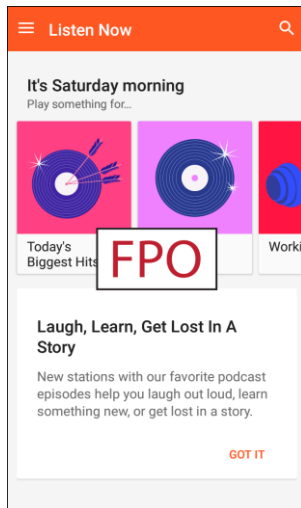 Listen Now
It's Saturday morning
Play something for...
Today's
Biggest Hits
FPO
Worki
Laugh, Learn, Get Lost In A
Story
New stations with our favorite podcast
episodes help you laugh out loud, learn
something new, or get lost in a story.
GOT IT